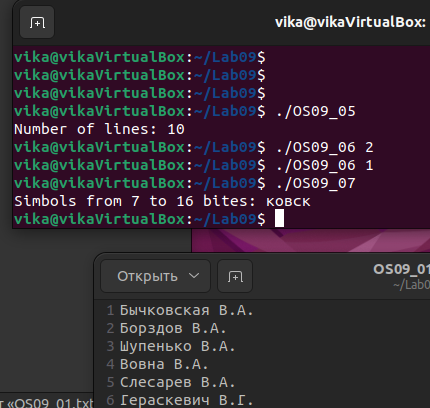 vika@vikaVirtualBox:
vika@vikaVirtualBox:~/Lab09$
vika@vikaVirtualBox:~/Lab09$
vika@vikaVirtualBox:~/Lab09$
vika@vikaVirtualBox:~/Lab09$ ./OS09_05
Number of lines: 10
vika@vikaVirtualBox:~/Lab09$ ./OS09_06 2
vika@vikaVirtualBox:~/Lab09$ ./OS09_06 1
vika@vikaVirtualBox:~/Lab09$ ./OS09_07
Simbols from 7 to 16 bites: ковск
vika@vikaVirtualBox:~/Lab09$
Открыть
OS09_01
~/Lab0
1 Бычковская В.А.
2 Борздов В.А.
3 Шупенько В.А.
4 Вовна В.А.
5 Слесарев В.А.
6 Гераскевич В.Г.
т «OS09_01.txt